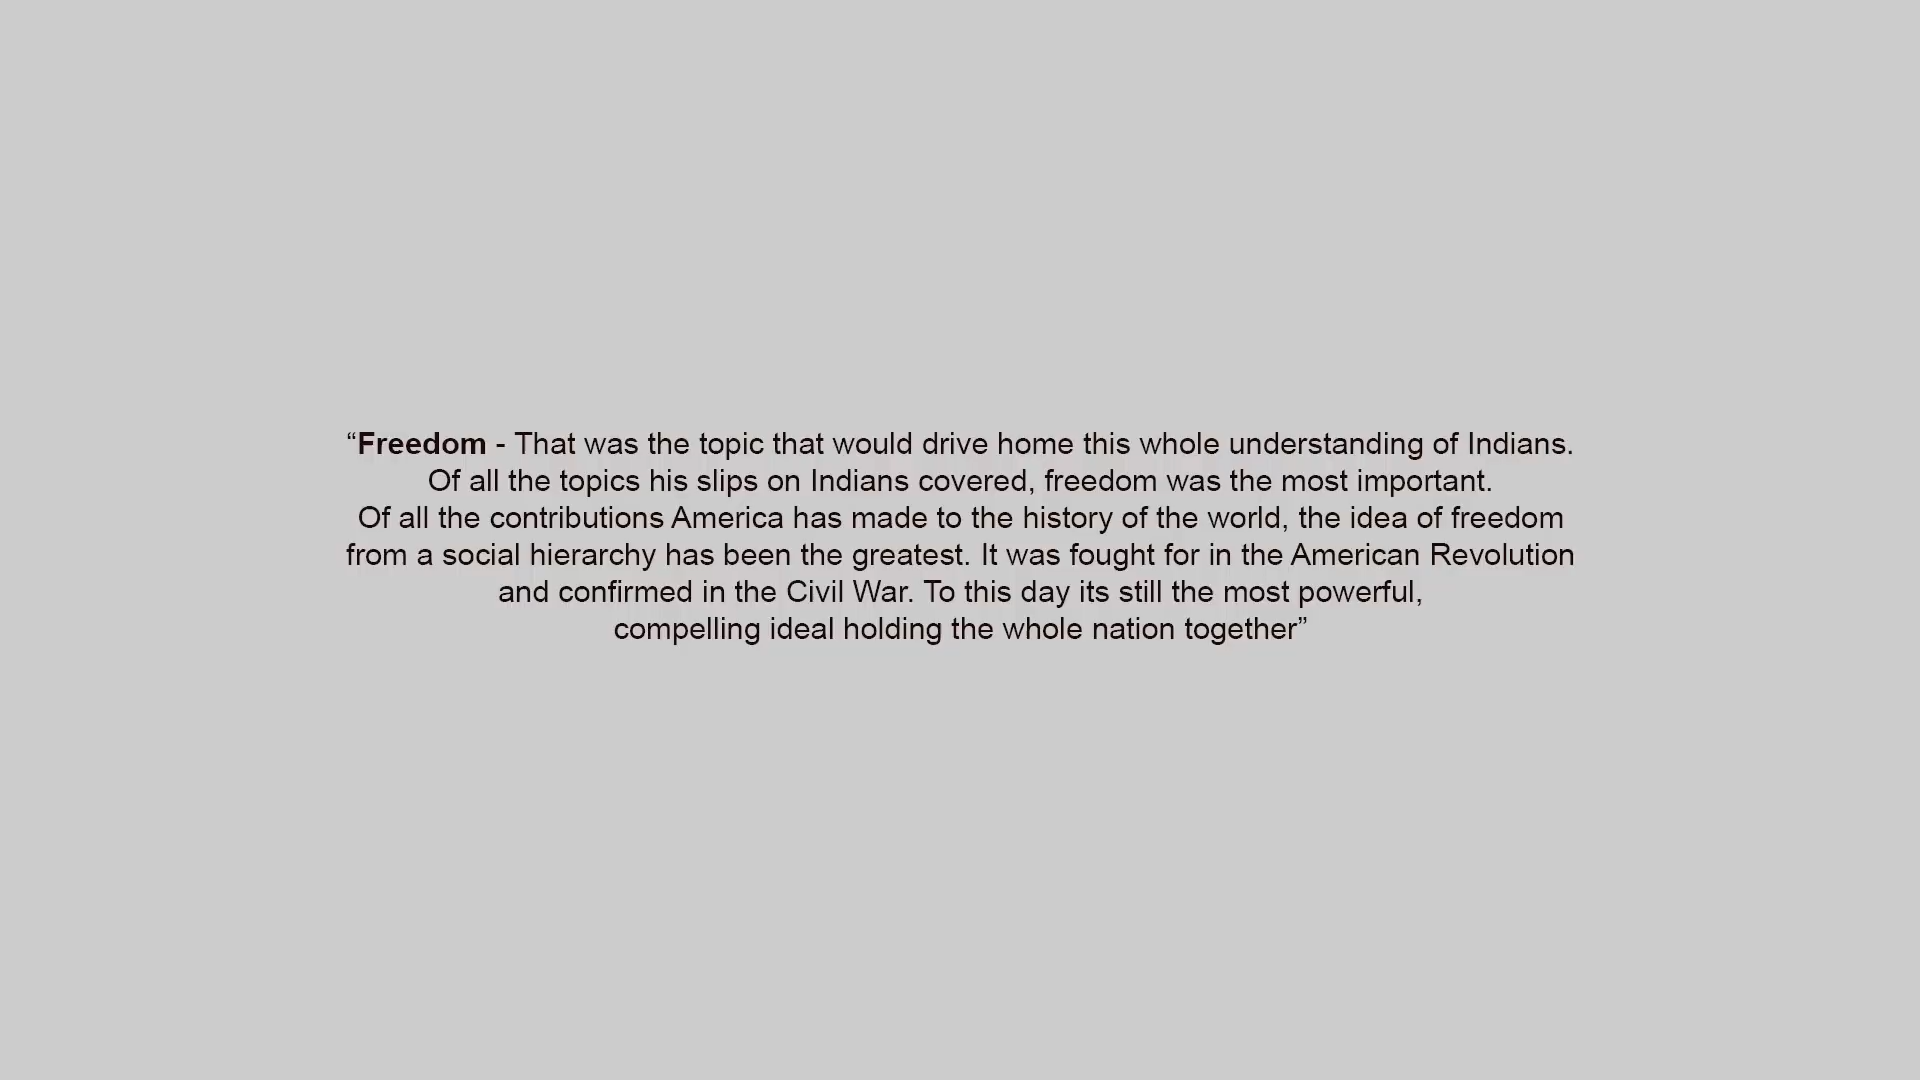 “Freedom - That was the topic that would drive home this whole understanding of Indians.
Of all the topics his slips on Indians covered, freedom was the most important.
Of all the contributions America has made to the history of the world, the idea of freedom
from a social hierarchy has been the greatest. It was fought for in the American Revolution
and confirmed in the Civil War. To this day its still the most powerful,
compelling ideal holding the whole nation together”